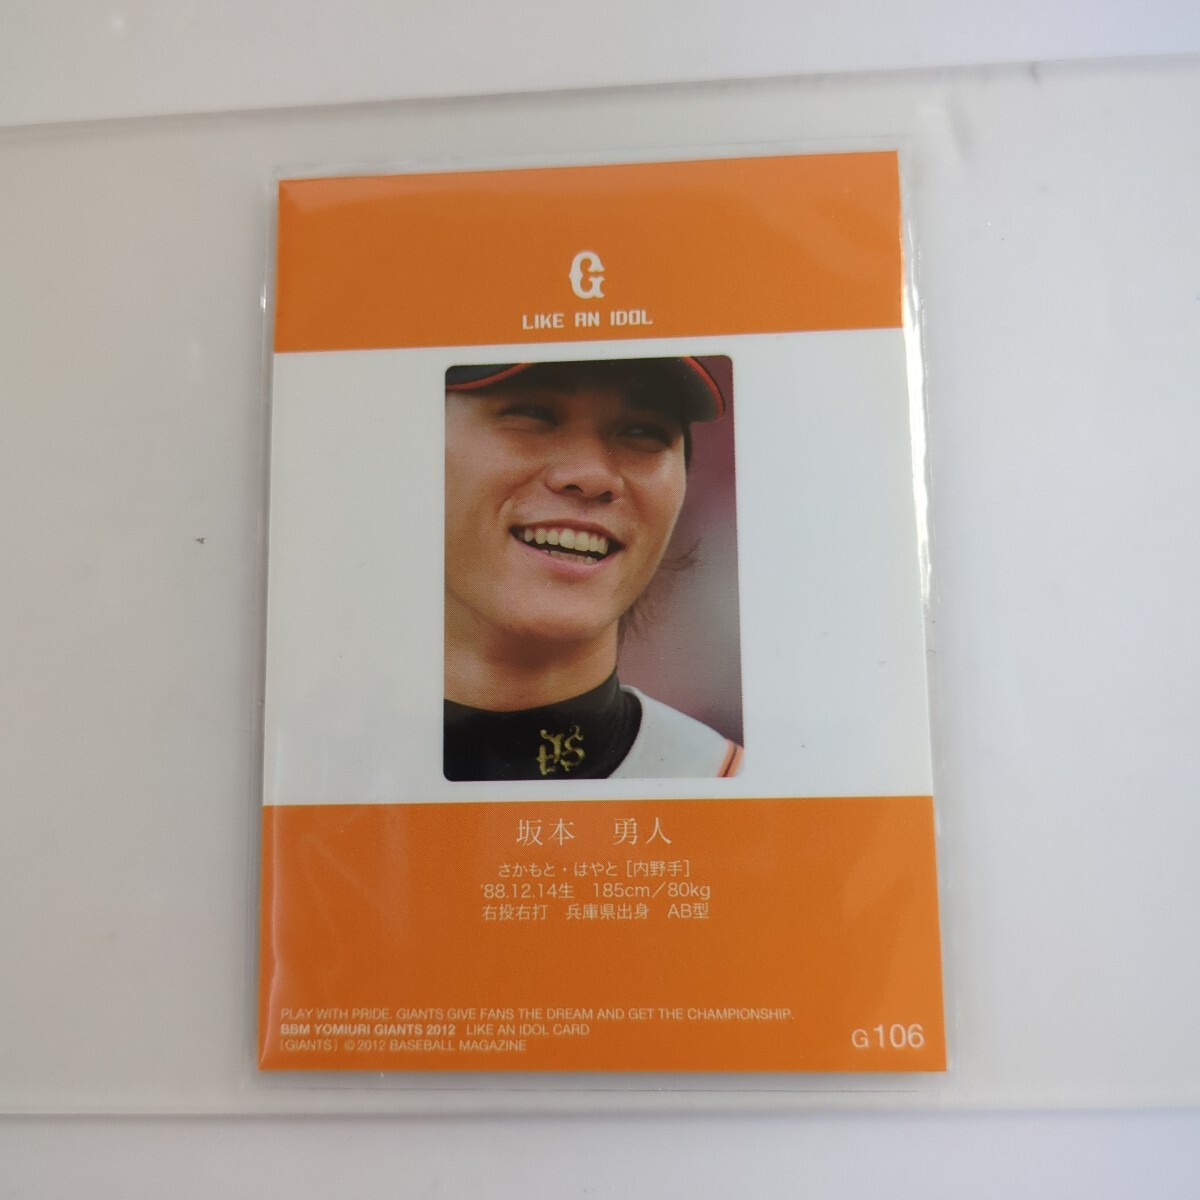 G
LIKE AN IDOL
坂本　勇人
さかもと・はやと［内野手］
'88.12.14生　185cm／80kg
右投右打　兵庫県出身　AB型
PLAY WITH PRIDE. GIANTS GIVE FANS THE DREAM AND GET THE CHAMPIONSHIP.
BBM YOMIURI GIANTS 2012　LIKE AN IDOL CARD
［GIANTS］©2012 BASEBALL MAGAZINE
G106